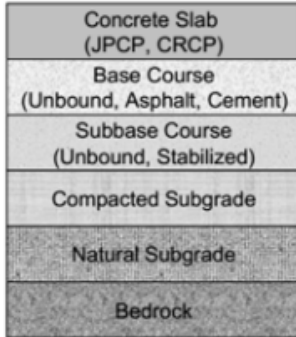 Concrete Slab
(JPCP, CRCP)
Base Course
(Unbound, Asphalt, Cement)
Subbase Course
(Unbound, Stabilized)
Compacted Subgrade
Natural Subgrade
Bedrock